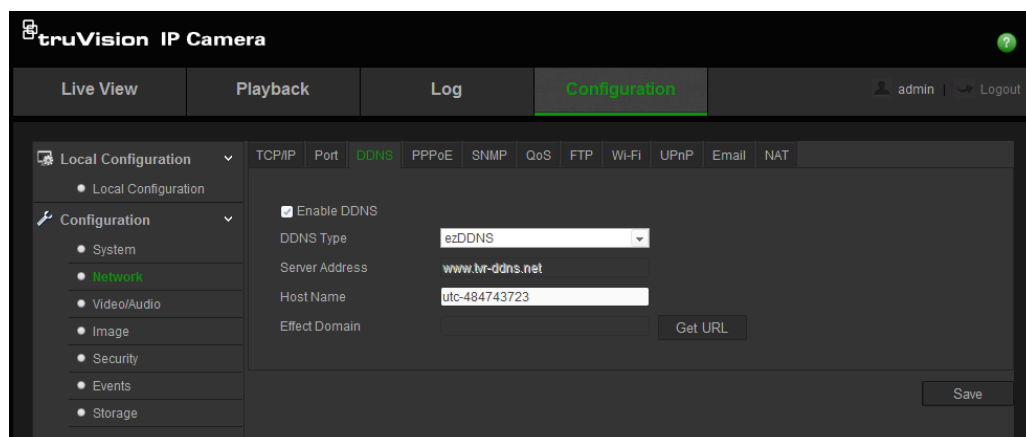 truVision IP Camera
?
Live View Playback Log Configuration admin | Logout
Local Configuration
Local Configuration
Configuration
System
Network
Video/Audio
Image
Security
Events
Storage
TCP/IP Port DDNS PPPoE SNMP QoS FTP Wi-Fi UPnP Email NAT
Enable DDNS
DDNS Type ezDDNS
Server Address www.tvr-ddns.net
Host Name utc-484743723
Effect Domain Get URL
Save